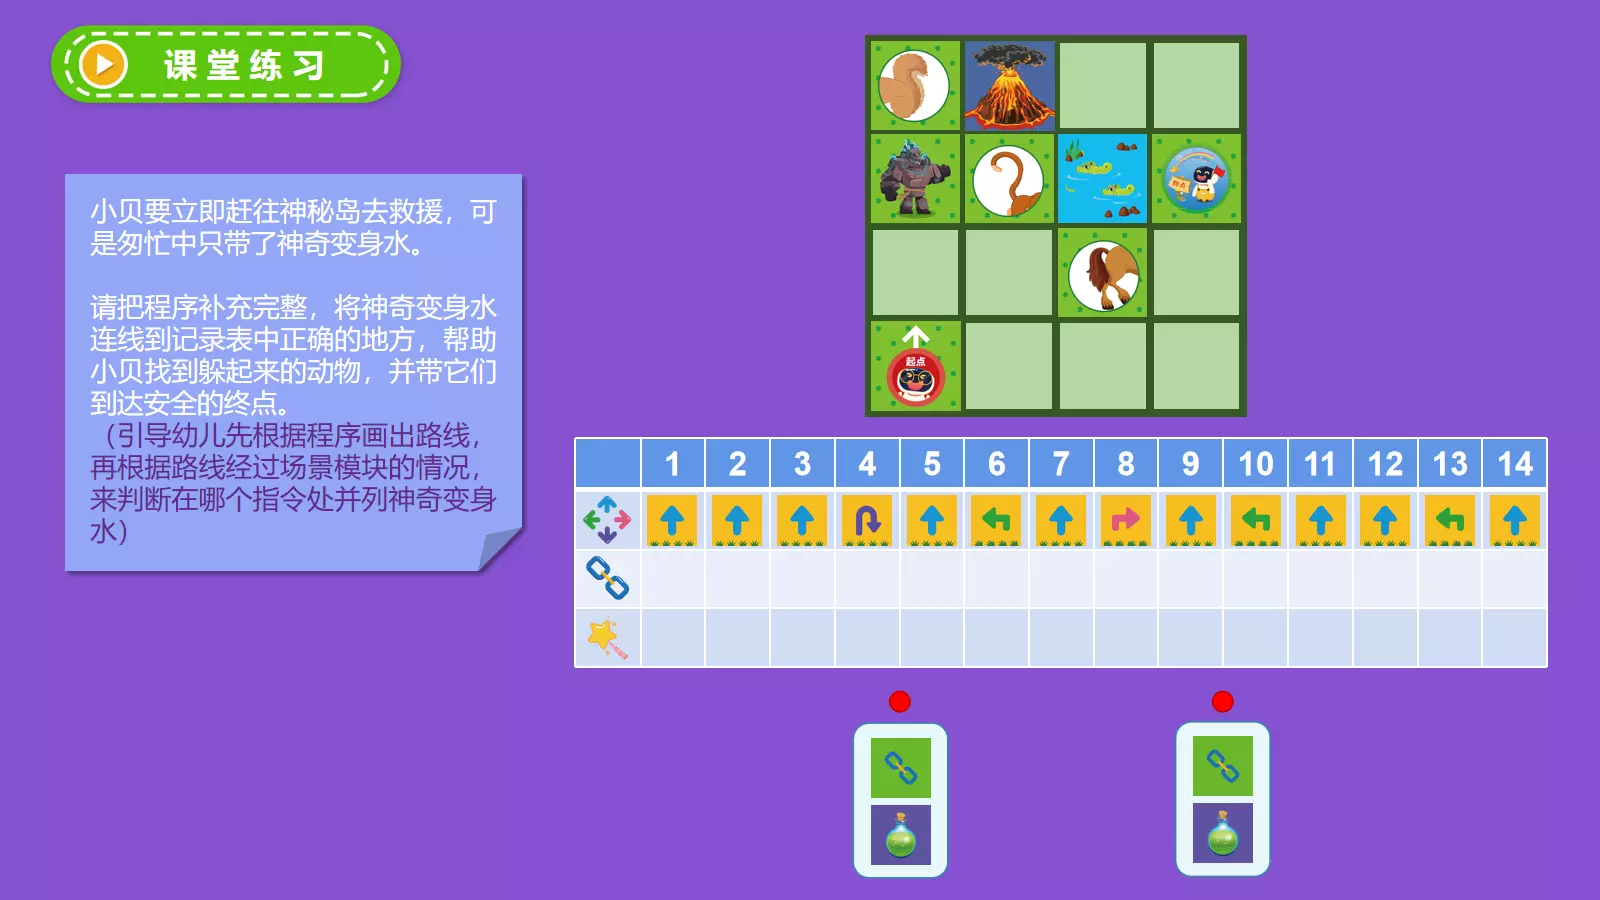 课堂练习
小贝要立即赶往神秘岛去救援，可
是匆忙中只带了神奇变身水。
请把程序补充完整，将神奇变身水
连线到记录表中正确的地方，帮助
小贝找到躲起来的动物，并带它们
到达安全的终点。
（引导幼儿先根据程序画出路线，
再根据路线经过场景模块的情况，
来判断在哪个指令处并列神奇变身
水）
终点
起点
1 2 3 4 5 6 7 8 9 10 11 12 13 14